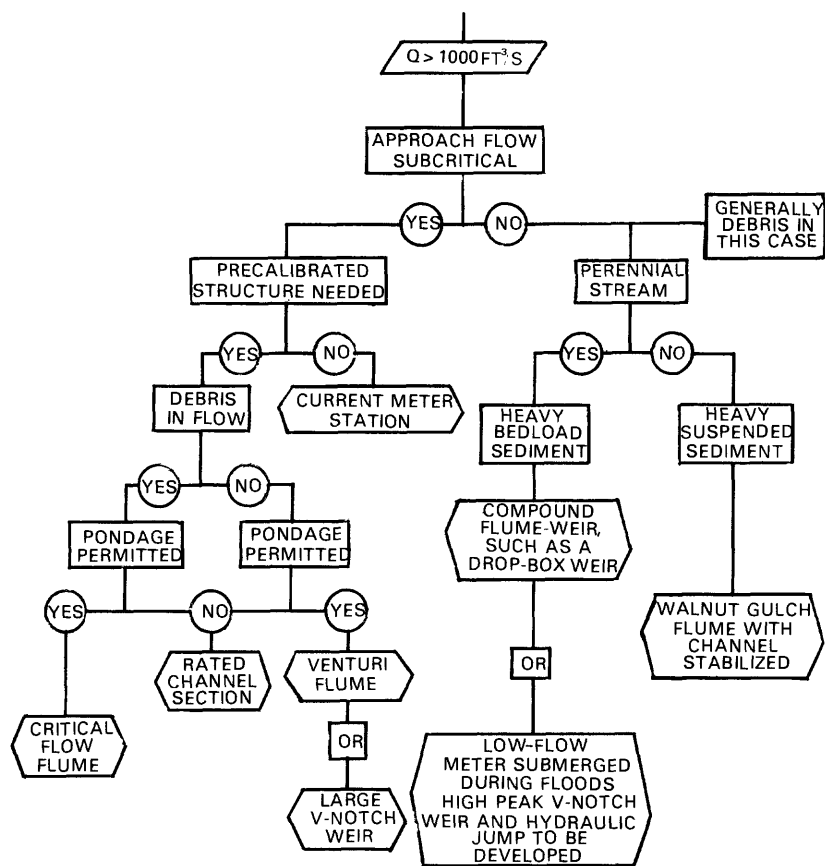 Q > 1000 FT³/S
APPROACH FLOW
SUBCRITICAL
YES
NO
GENERALLY
DEBRIS IN
THIS CASE
PRECALIBRATED
STRUCTURE NEEDED
PERENNIAL
STREAM
YES
NO
YES
NO
DEBRIS
IN FLOW
CURRENT METER
STATION
HEAVY
BEDLOAD
SEDIMENT
HEAVY
SUSPENDED
SEDIMENT
YES
NO
PONDAGE
PERMITTED
PONDAGE
PERMITTED
COMPOUND
FLUME-WEIR,
SUCH AS A
DROP-BOX WEIR
YES
NO
YES
WALNUT GULCH
FLUME WITH
CHANNEL
STABILIZED
RATED
CHANNEL
SECTION
VENTURI
FLUME
OR
CRITICAL
FLOW
FLUME
OR
LARGE
V-NOTCH
WEIR
LOW-FLOW
METER SUBMERGED
DURING FLOODS
HIGH PEAK V-NOTCH
WEIR AND HYDRAULIC
JUMP TO BE
DEVELOPED